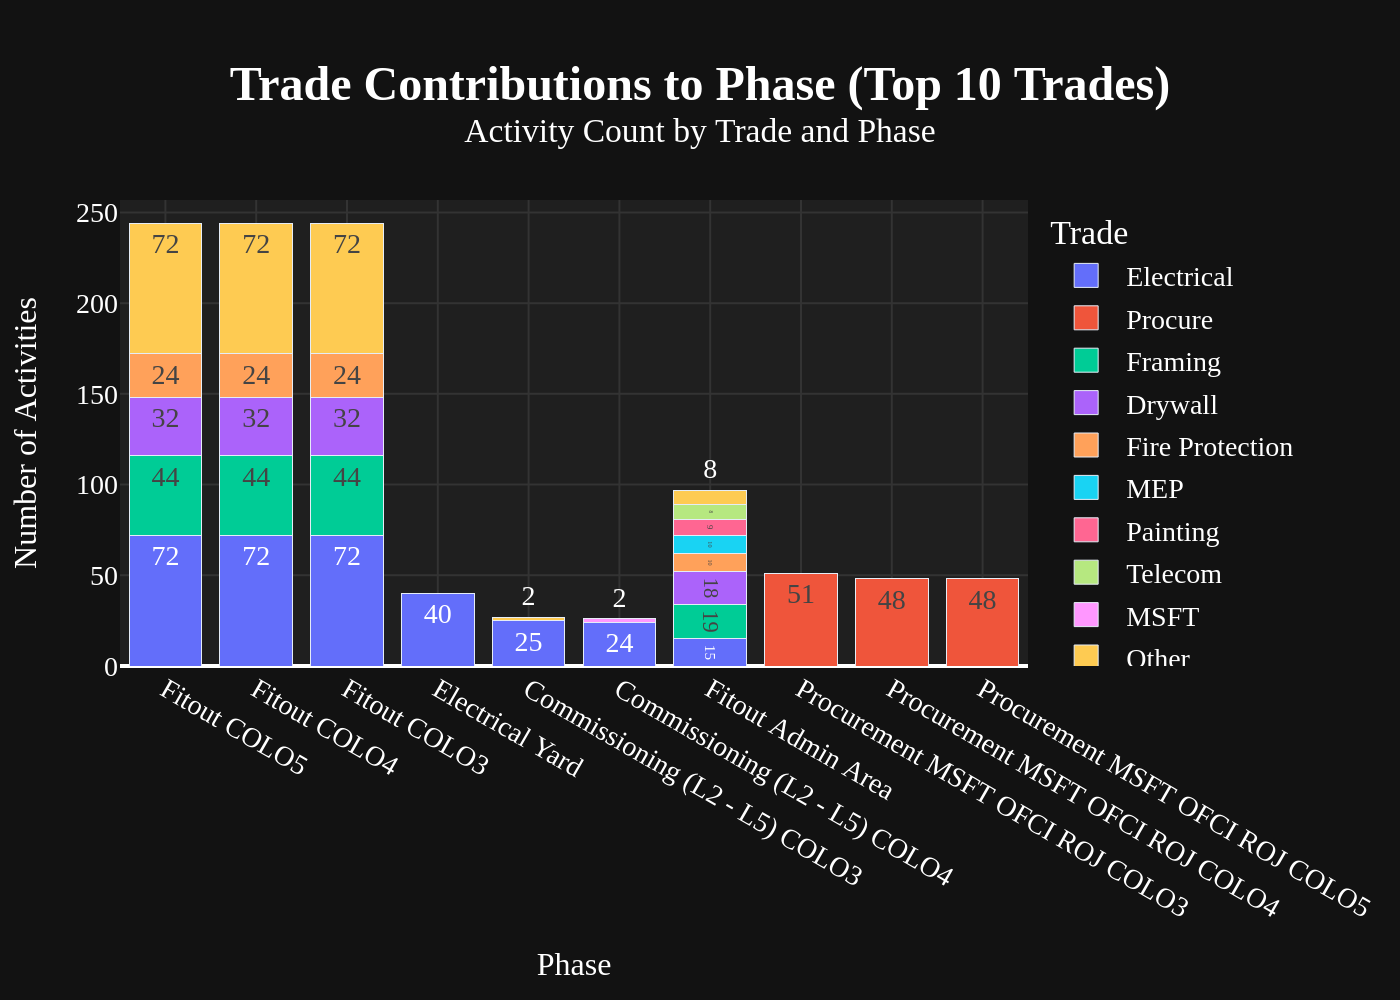 Trade Contributions to Phase (Top 10 Trades)
Activity Count by Trade and Phase
Number of Activities
250
200
150
100
50
0
72
24
32
44
72
72
24
32
44
72
72
24
32
44
72
40
2
25
2
24
8
8
9
10
10
18
19
15
51
48
48
Fitout COLO5
Fitout COLO4
Fitout COLO3
Electrical Yard
Commissioning (L2 - L5) COLO3
Commissioning (L2 - L5) COLO4
Fitout Admin Area
Procurement MSFT OFCI ROJ COLO3
Procurement MSFT OFCI ROJ COLO4
Procurement MSFT OFCI ROJ COLO5
Phase
Trade
Electrical
Procure
Framing
Drywall
Fire Protection
MEP
Painting
Telecom
MSFT
Other